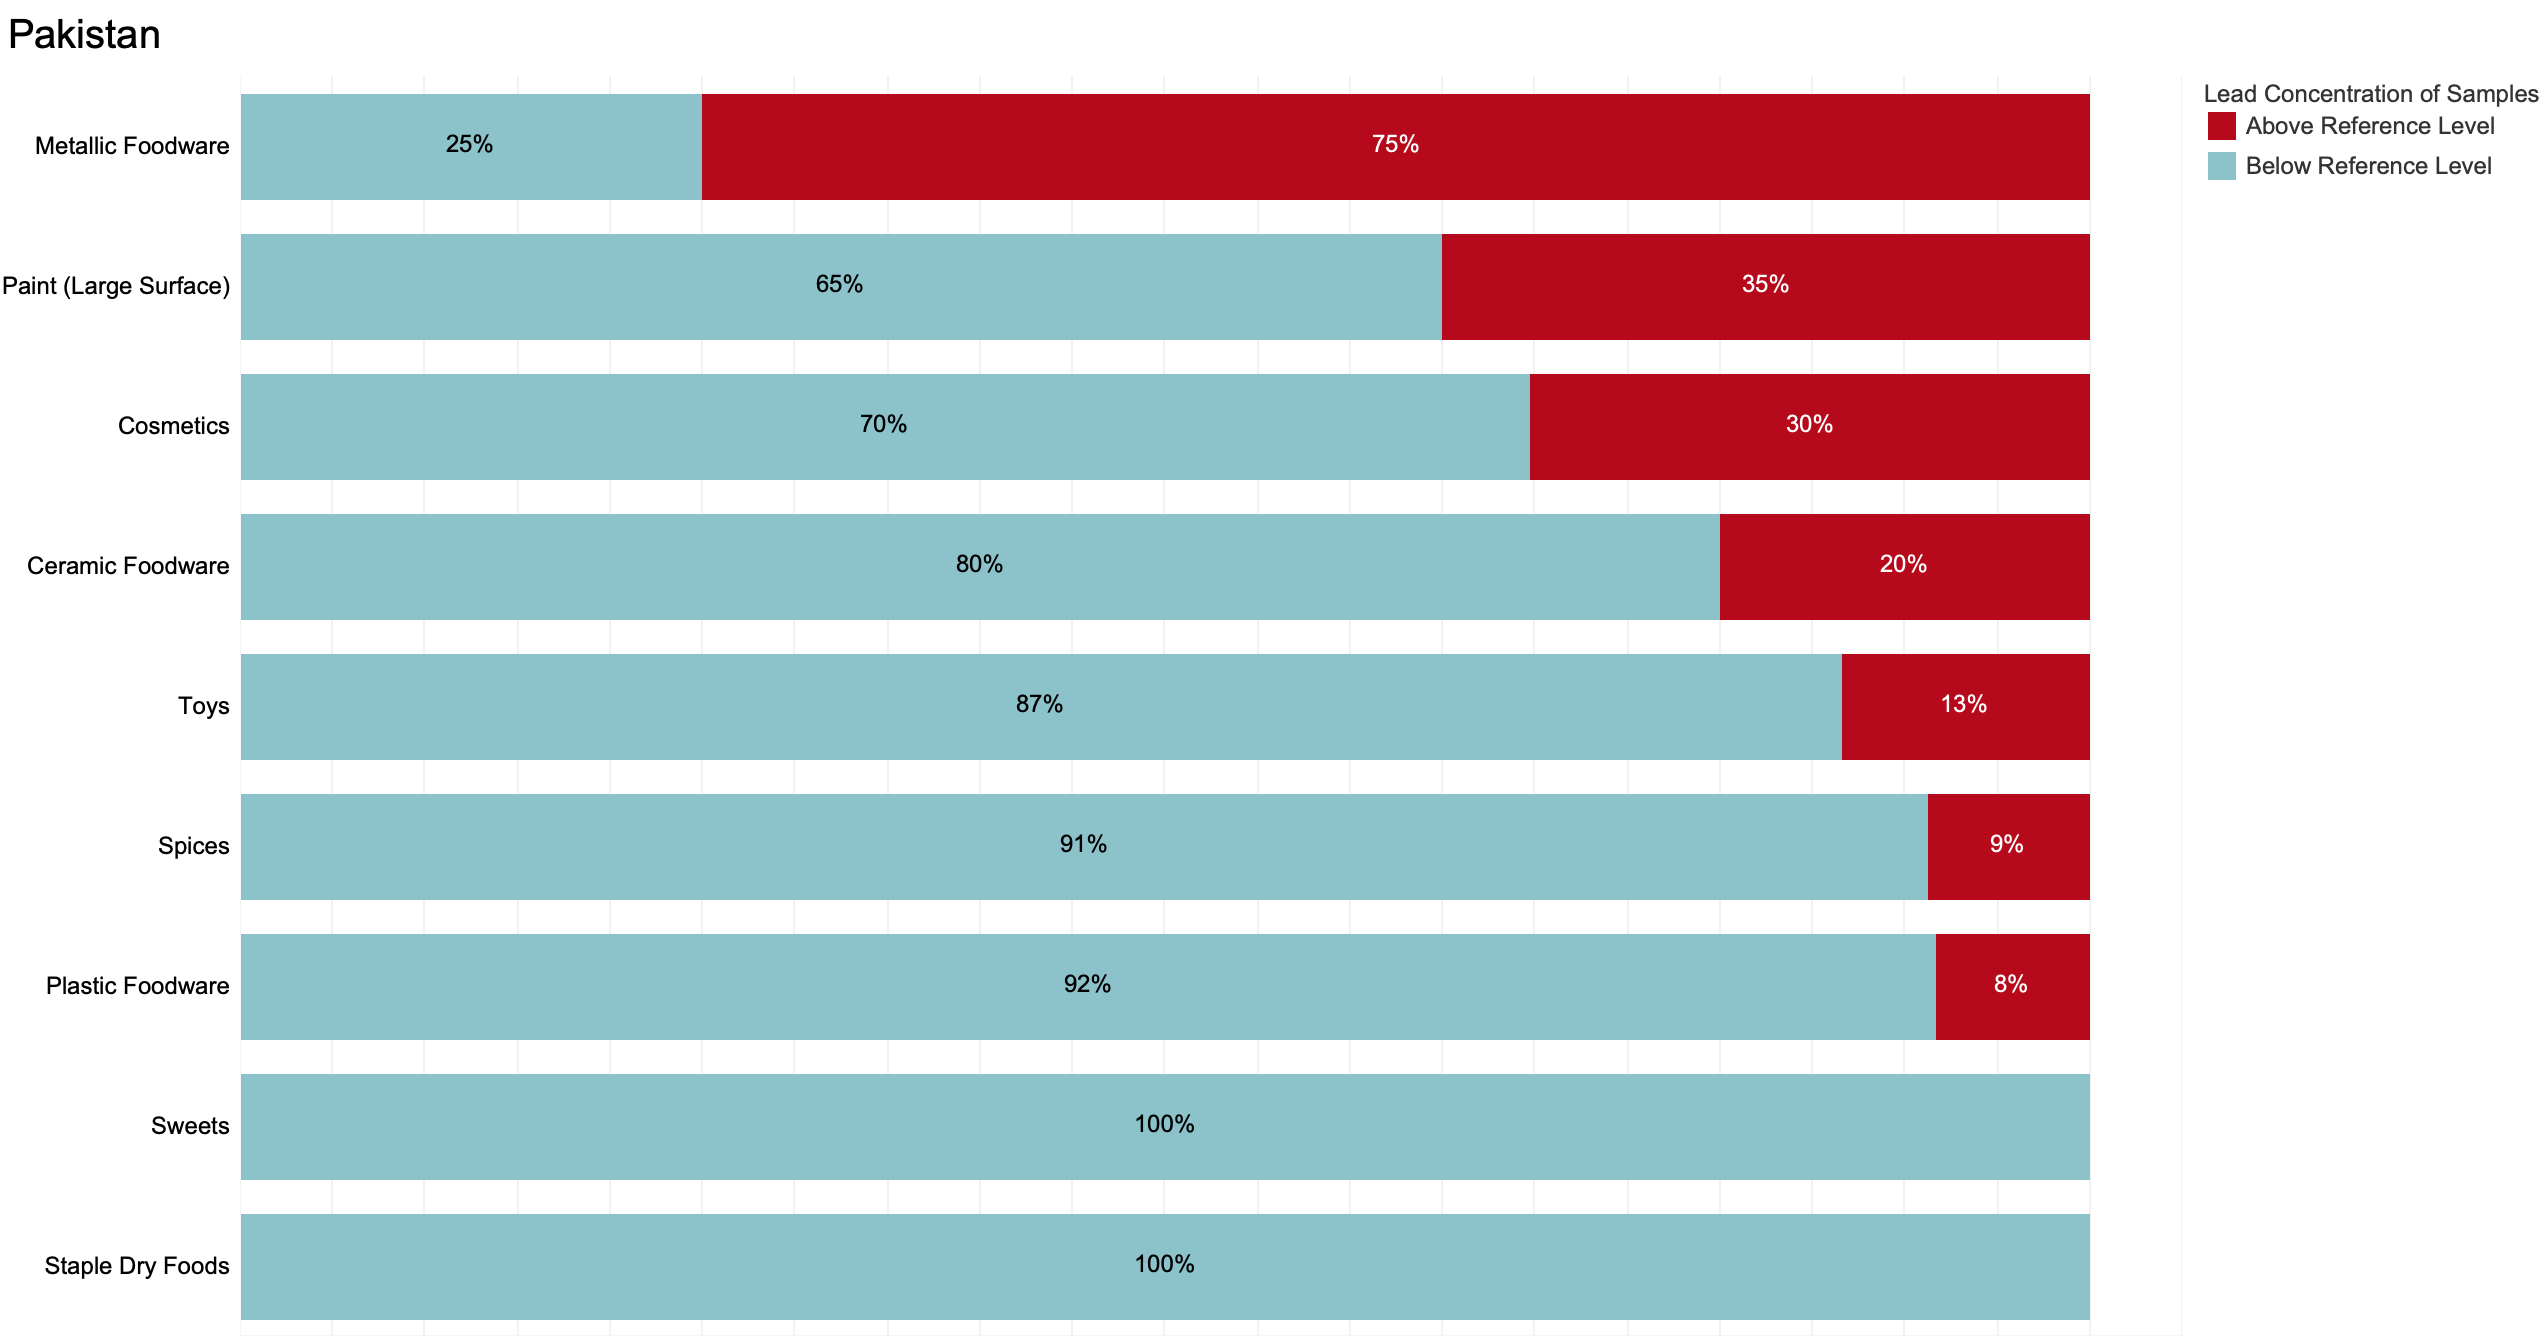 Pakistan
Lead Concentration of Samples
Above Reference Level
Below Reference Level
Metallic Foodware 25% 75%
Paint (Large Surface) 65% 35%
Cosmetics 70% 30%
Ceramic Foodware 80% 20%
Toys 87% 13%
Spices 91% 9%
Plastic Foodware 92% 8%
Sweets 100%
Staple Dry Foods 100%